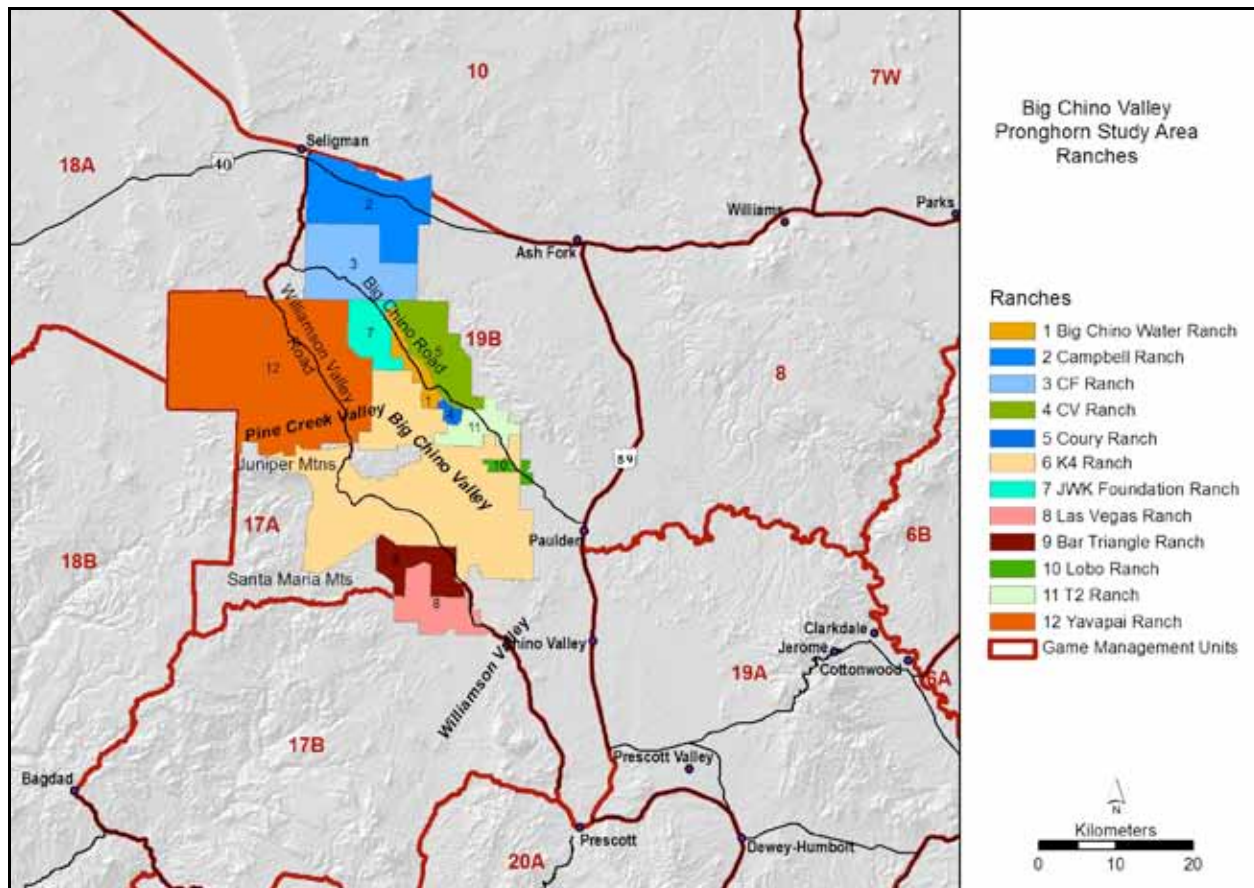 10
7W
Big Chino Valley
Pronghorn Study Area
Ranches
Seligman
18A
40
Williams
Parks
2
Ash Fork
3
Ranches
Big Chino Road
Williamson Valley
Road
19B
7
1 Big Chino Water Ranch
2 Campbell Ranch
12
8
3 CF Ranch
1
4 CV Ranch
Pine Creek Valley
Big Chino Valley
11
5 Coury Ranch
Juniper Mtns
10
89
6 K4 Ranch
17A
7 JWK Foundation Ranch
18B
Paulden
6B
8 Las Vegas Ranch
9 Bar Triangle Ranch
Santa Maria Mts
10 Lobo Ranch
8
11 T2 Ranch
Clarkdale
12 Yavapai Ranch
Chino Valley
Jerome
Game Management Units
Williamson Valley
19A
Cottonwood
6A
17B
Prescott Valley
Bagdad
N
Prescott
Kilometers
Dewey-Humbolt
20A
0 10 20